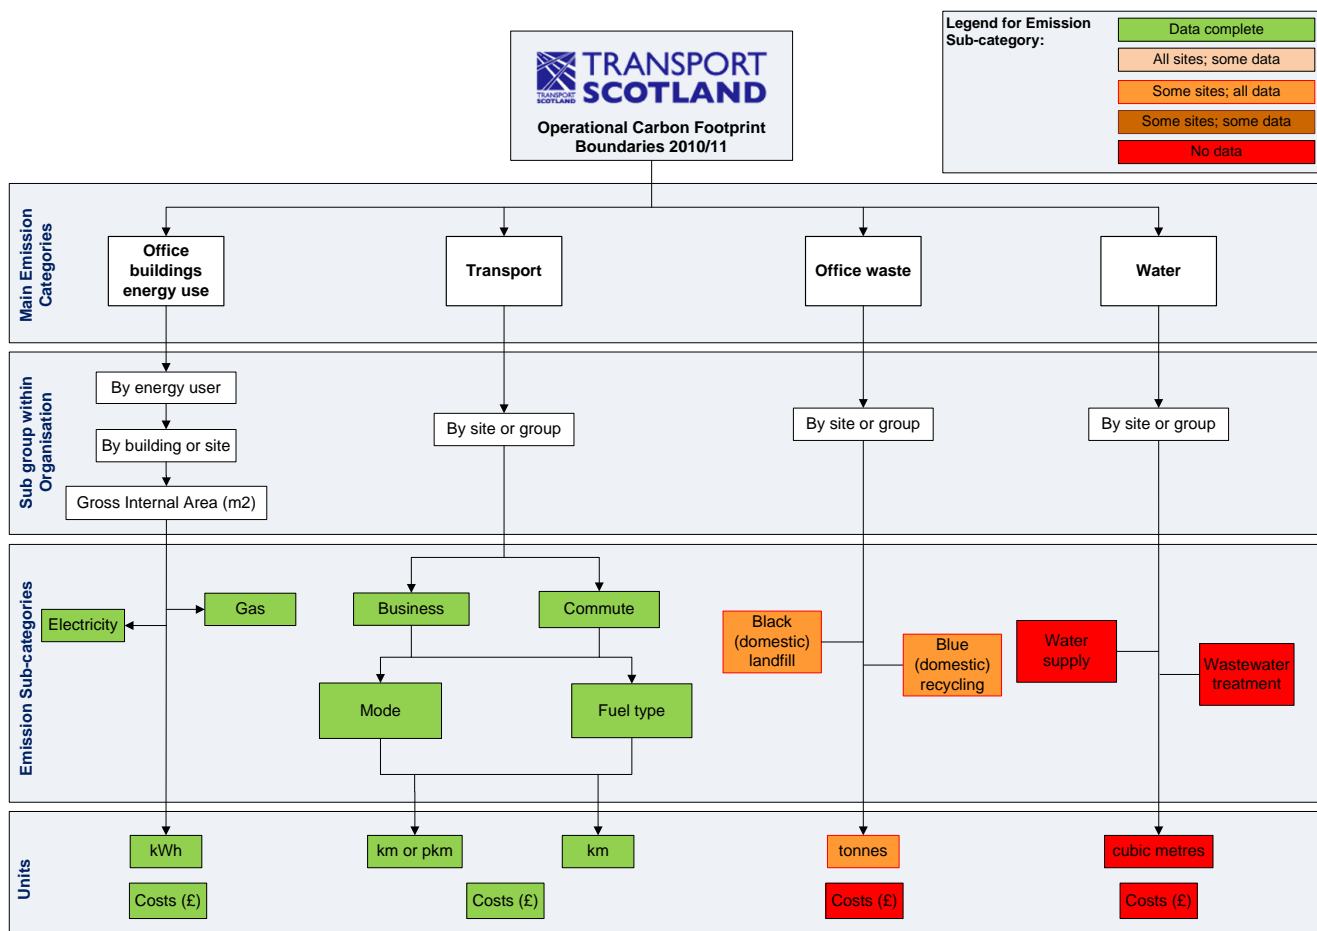 Legend for Emission
Sub-category:
Data complete
All sites; some data
Some sites; all data
Some sites; some data
No data
TRANSPORT
SCOTLAND
TRANSPORT
SCOTLAND
Operational Carbon Footprint
Boundaries 2010/11
Main Emission
Categories
Office
buildings
energy use
Transport
Office waste
Water
Sub group within
Organisation
By energy user
By building or site
Gross Internal Area (m2)
By site or group
By site or group
By site or group
Emission Sub-categories
Electricity
Gas
Business
Commute
Mode
Fuel type
Black
(domestic)
landfill
Blue
(domestic)
recycling
Water
supply
Wastewater
treatment
Units
kWh
km or pkm
km
tonnes
cubic metres
Costs (£)
Costs (£)
Costs (£)
Costs (£)